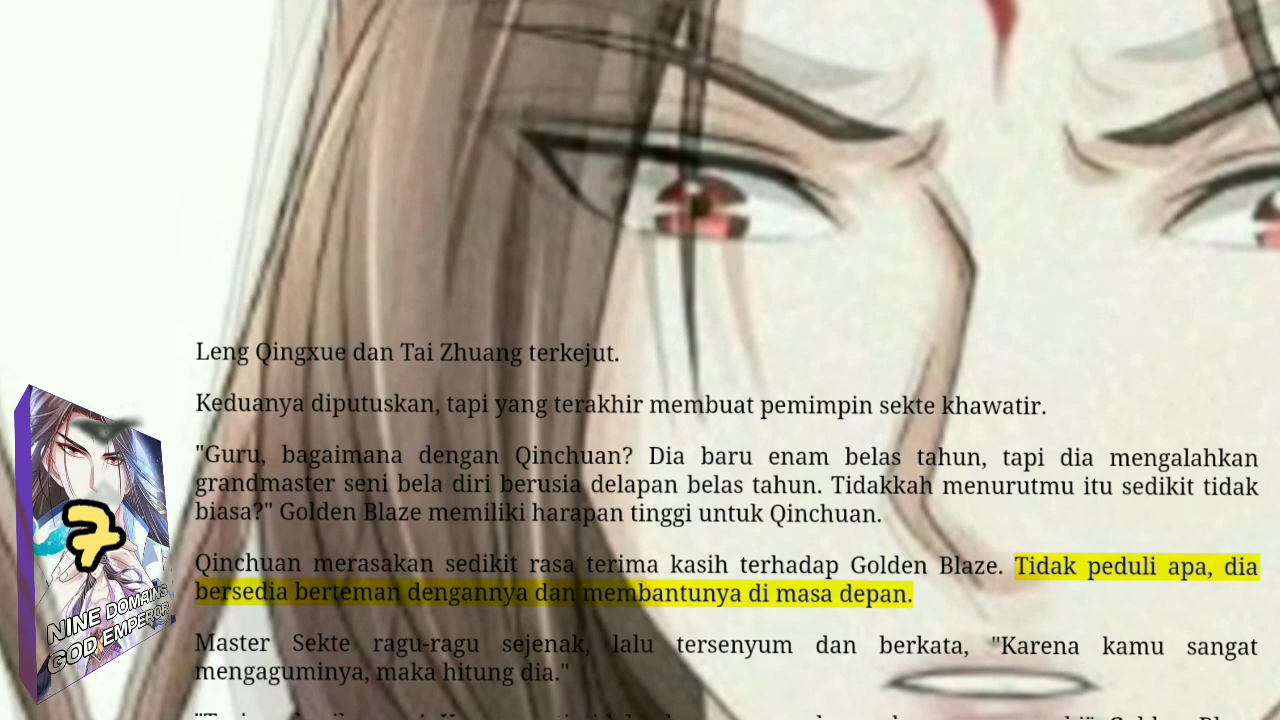 Leng Qingxue dan Tai Zhuang terkejut.
Keduanya diputuskan, tapi yang terakhir membuat pemimpin sekte khawatir.
"Guru, bagaimana dengan Qinchuan? Dia baru enam belas tahun, tapi dia mengalahkan
grandmaster seni bela diri berusia delapan belas tahun. Tidakkah menurutmu itu sedikit tidak
biasa?" Golden Blaze memiliki harapan tinggi untuk Qinchuan.
Qinchuan merasakan sedikit rasa terima kasih terhadap Golden Blaze. Tidak peduli apa, dia
bersedia berteman dengannya dan membantunya di masa depan.
Master Sekte ragu-ragu sejenak, lalu tersenyum dan berkata, "Karena kamu sangat
mengaguminya, maka hitung dia."
7
NINE DOMAINS
GOD EMPEROR